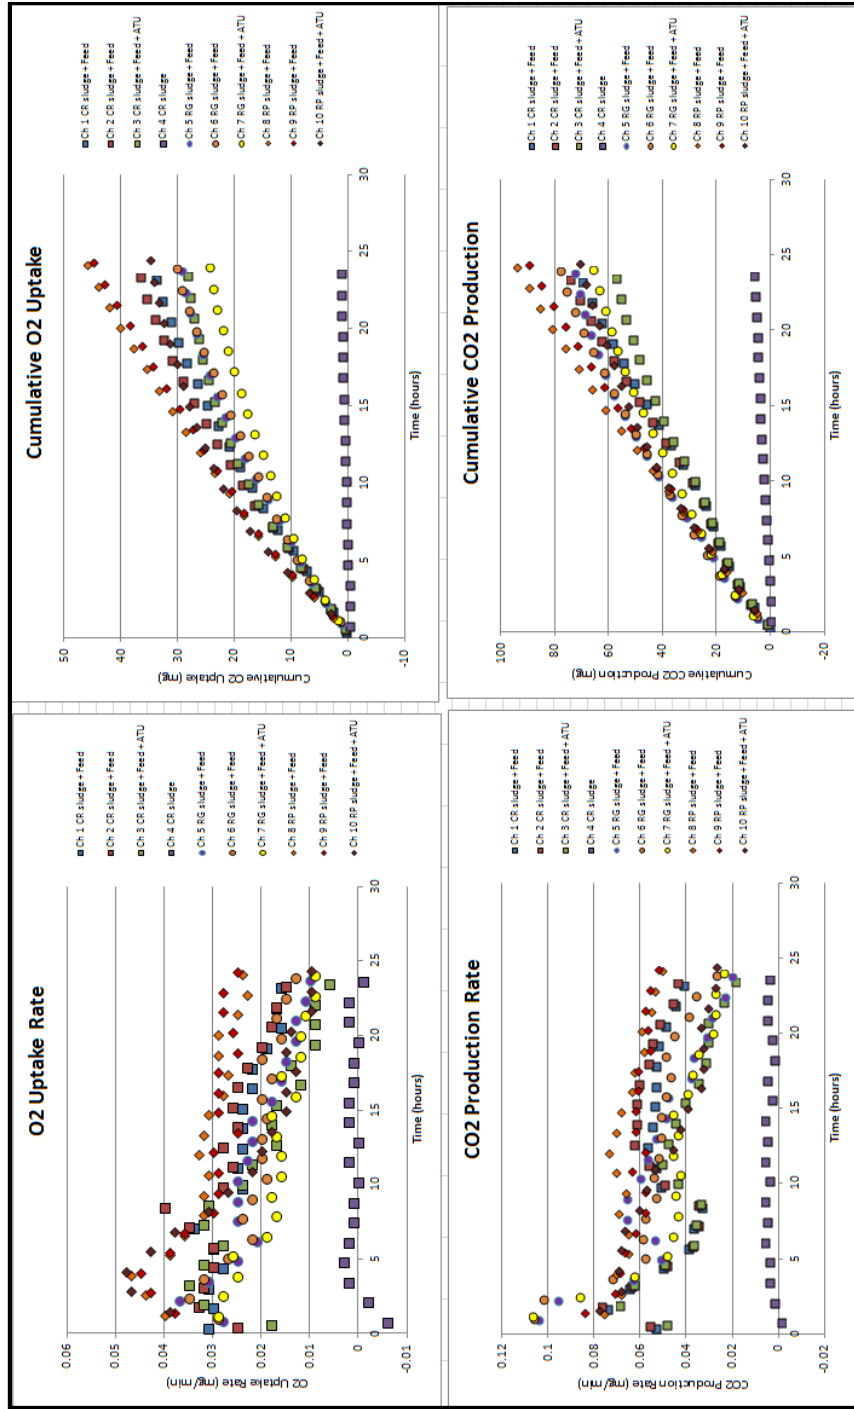 O2 Uptake Rate
O2 Uptake Rate (mg/min)
0.06
0.05
0.04
0.03
0.02
0.01
0
-0.01
0
5
10
15
20
25
30
Time (hours)
Ch 1 CR sludge + Feed
Ch 2 CR sludge + Feed
Ch 3 CR sludge + Feed + ATU
Ch 4 CR sludge
Ch 5 RG sludge + Feed
Ch 6 RG sludge + Feed
Ch 7 RG sludge + Feed + ATU
Ch 8 RP sludge + Feed
Ch 9 RP sludge + Feed
Ch 10 RP sludge + Feed + ATU
Cumulative O2 Uptake
Cumulative O2 Uptake (mg)
50
40
30
20
10
0
-10
0
5
10
15
20
25
30
Time (hours)
Ch 1 CR sludge + Feed
Ch 2 CR sludge + Feed
Ch 3 CR sludge + Feed + ATU
Ch 4 CR sludge
Ch 5 RG sludge + Feed
Ch 6 RG sludge + Feed
Ch 7 RG sludge + Feed + ATU
Ch 8 RP sludge + Feed
Ch 9 RP sludge + Feed
Ch 10 RP sludge + Feed + ATU
CO2 Production Rate
CO2 Production Rate (mg/min)
0.12
0.1
0.08
0.06
0.04
0.02
0
-0.02
0
5
10
15
20
25
30
Time (hours)
Ch 1 CR sludge + Feed
Ch 2 CR sludge + Feed
Ch 3 CR sludge + Feed + ATU
Ch 4 CR sludge
Ch 5 RG sludge + Feed
Ch 6 RG sludge + Feed
Ch 7 RG sludge + Feed + ATU
Ch 8 RP sludge + Feed
Ch 9 RP sludge + Feed
Ch 10 RP sludge + Feed + ATU
Cumulative CO2 Production
Cumulative CO2 Production (mg)
100
80
60
40
20
0
-20
0
5
10
15
20
25
30
Time (hours)
Ch 1 CR sludge + Feed
Ch 2 CR sludge + Feed
Ch 3 CR sludge + Feed + ATU
Ch 4 CR sludge
Ch 5 RG sludge + Feed
Ch 6 RG sludge + Feed
Ch 7 RG sludge + Feed + ATU
Ch 8 RP sludge + Feed
Ch 9 RP sludge + Feed
Ch 10 RP sludge + Feed + ATU